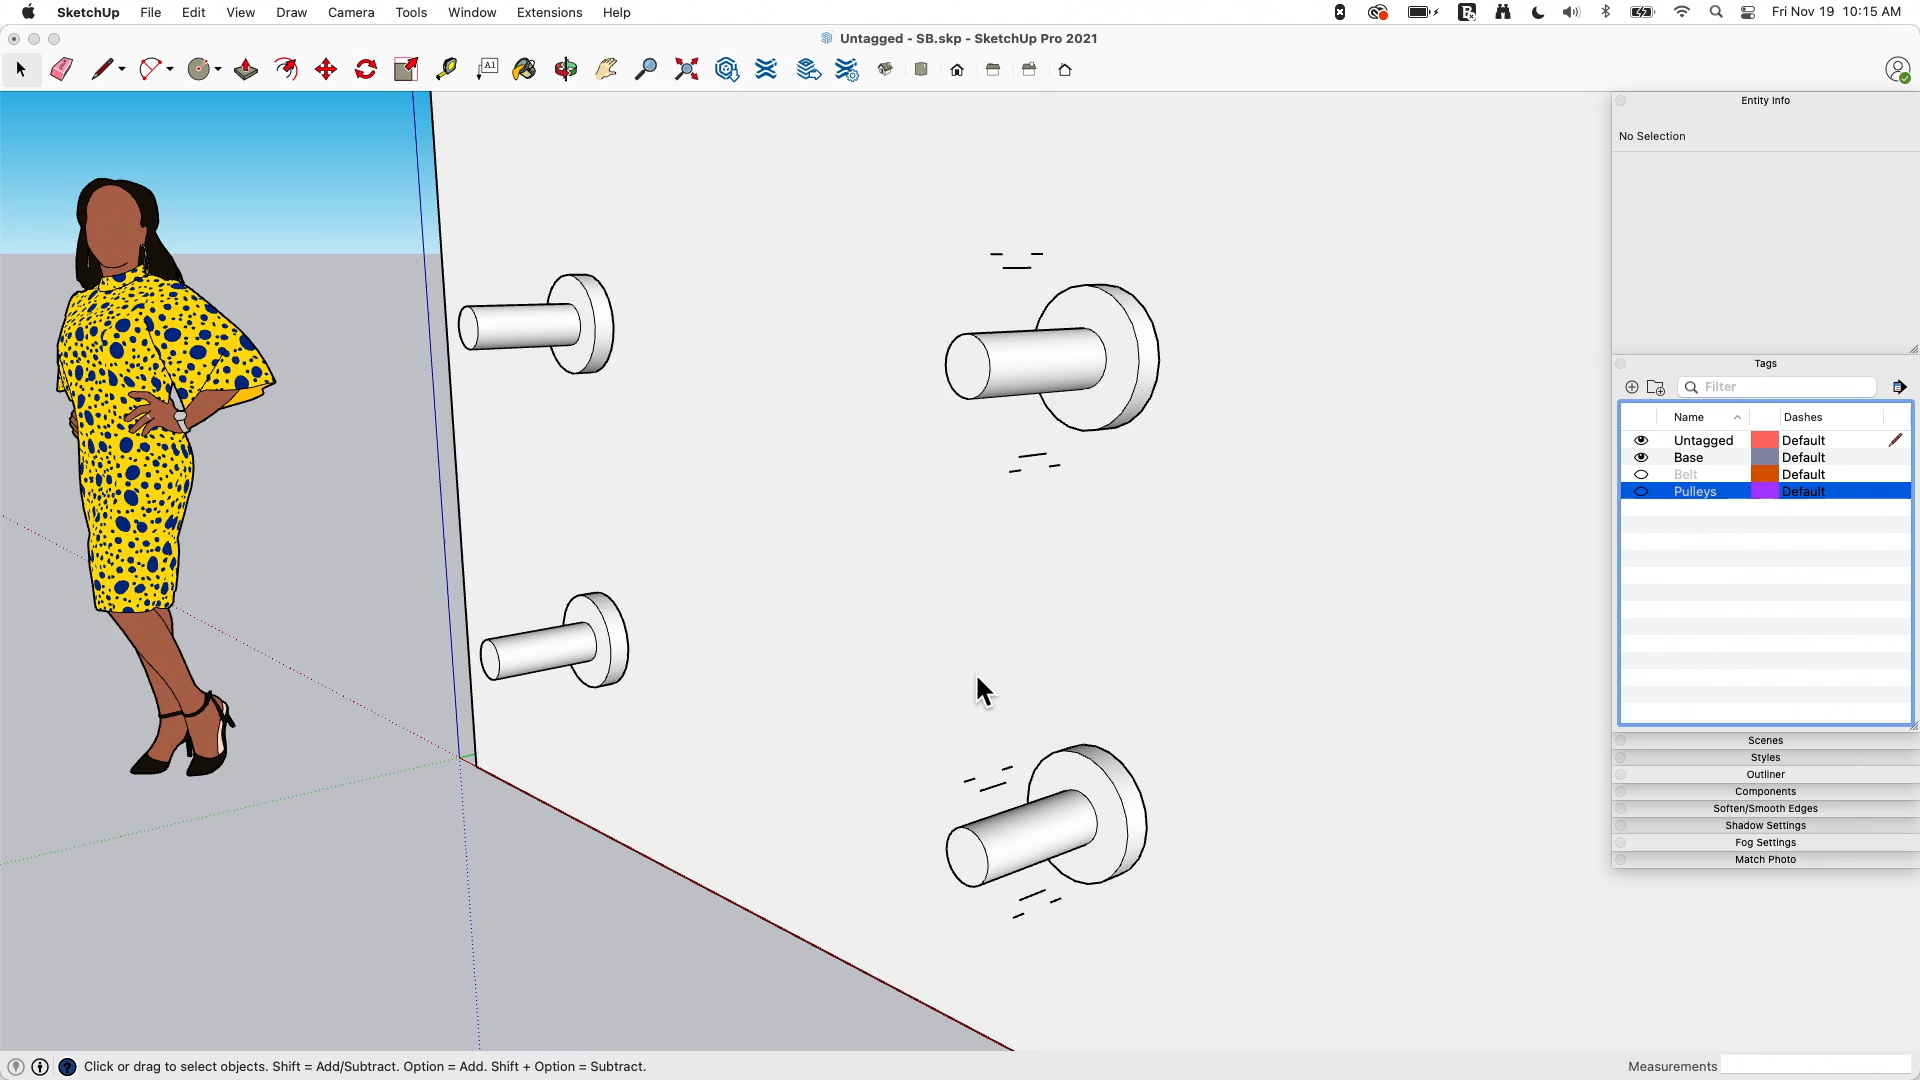 SketchUp File Edit View Draw Camera Tools Window Extensions Help Fri Nov 19 10:15 AM
Untagged - SB.skp - SketchUp Pro 2021
A1
Entity Info
No Selection
Tags
Filter
Name Dashes
Untagged Default
Base Default
Belt Default
Pulleys Default
Scenes
Styles
Outliner
Components
Soften/Smooth Edges
Shadow Settings
Fog Settings
Match Photo
Click or drag to select objects. Shift = Add/Subtract. Option = Add. Shift + Option = Subtract. Measurements